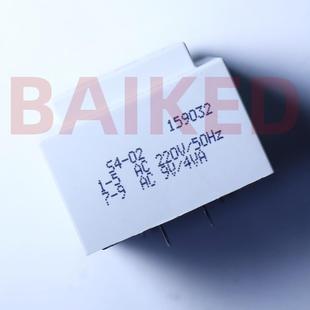 BAIKED
159032
S4-02
1-5 AC 220V/50Hz
7-9 AC 9V/4VA